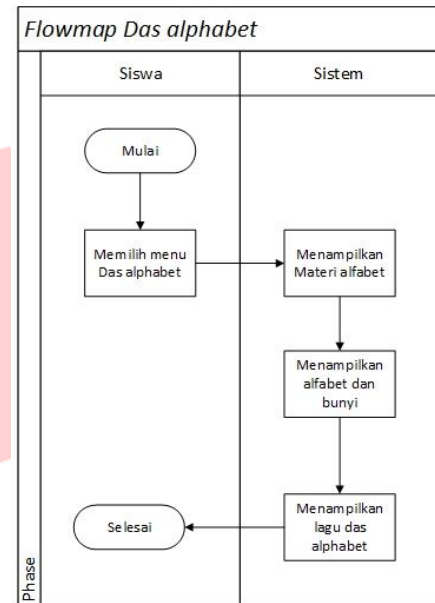 Flowmap Das alphabet
Siswa
Sistem
Mulai
Memilih menu
Das alphabet
Menampilkan
Materi alfabet
Menampilkan
alfabet dan
bunyi
Menampilkan
lagu das
alphabet
Selesai
Phase